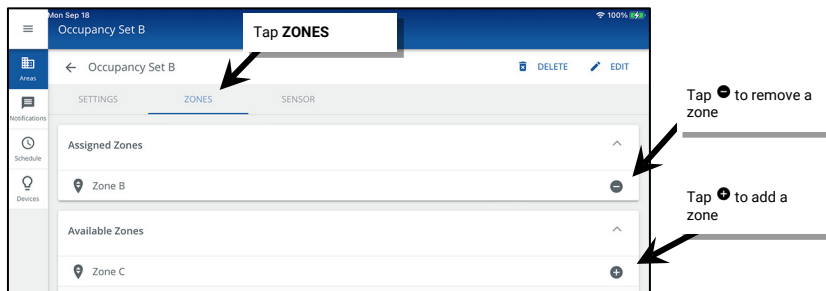 Mon Sep 18
100%
Occupancy Set B
Tap ZONES
Areas
Occupancy Set B
DELETE
EDIT
SETTINGS
ZONES
SENSOR
Notifications
Tap to remove a
zone
Assigned Zones
Schedule
Zone B
Devices
Tap to add a
zone
Available Zones
Zone C